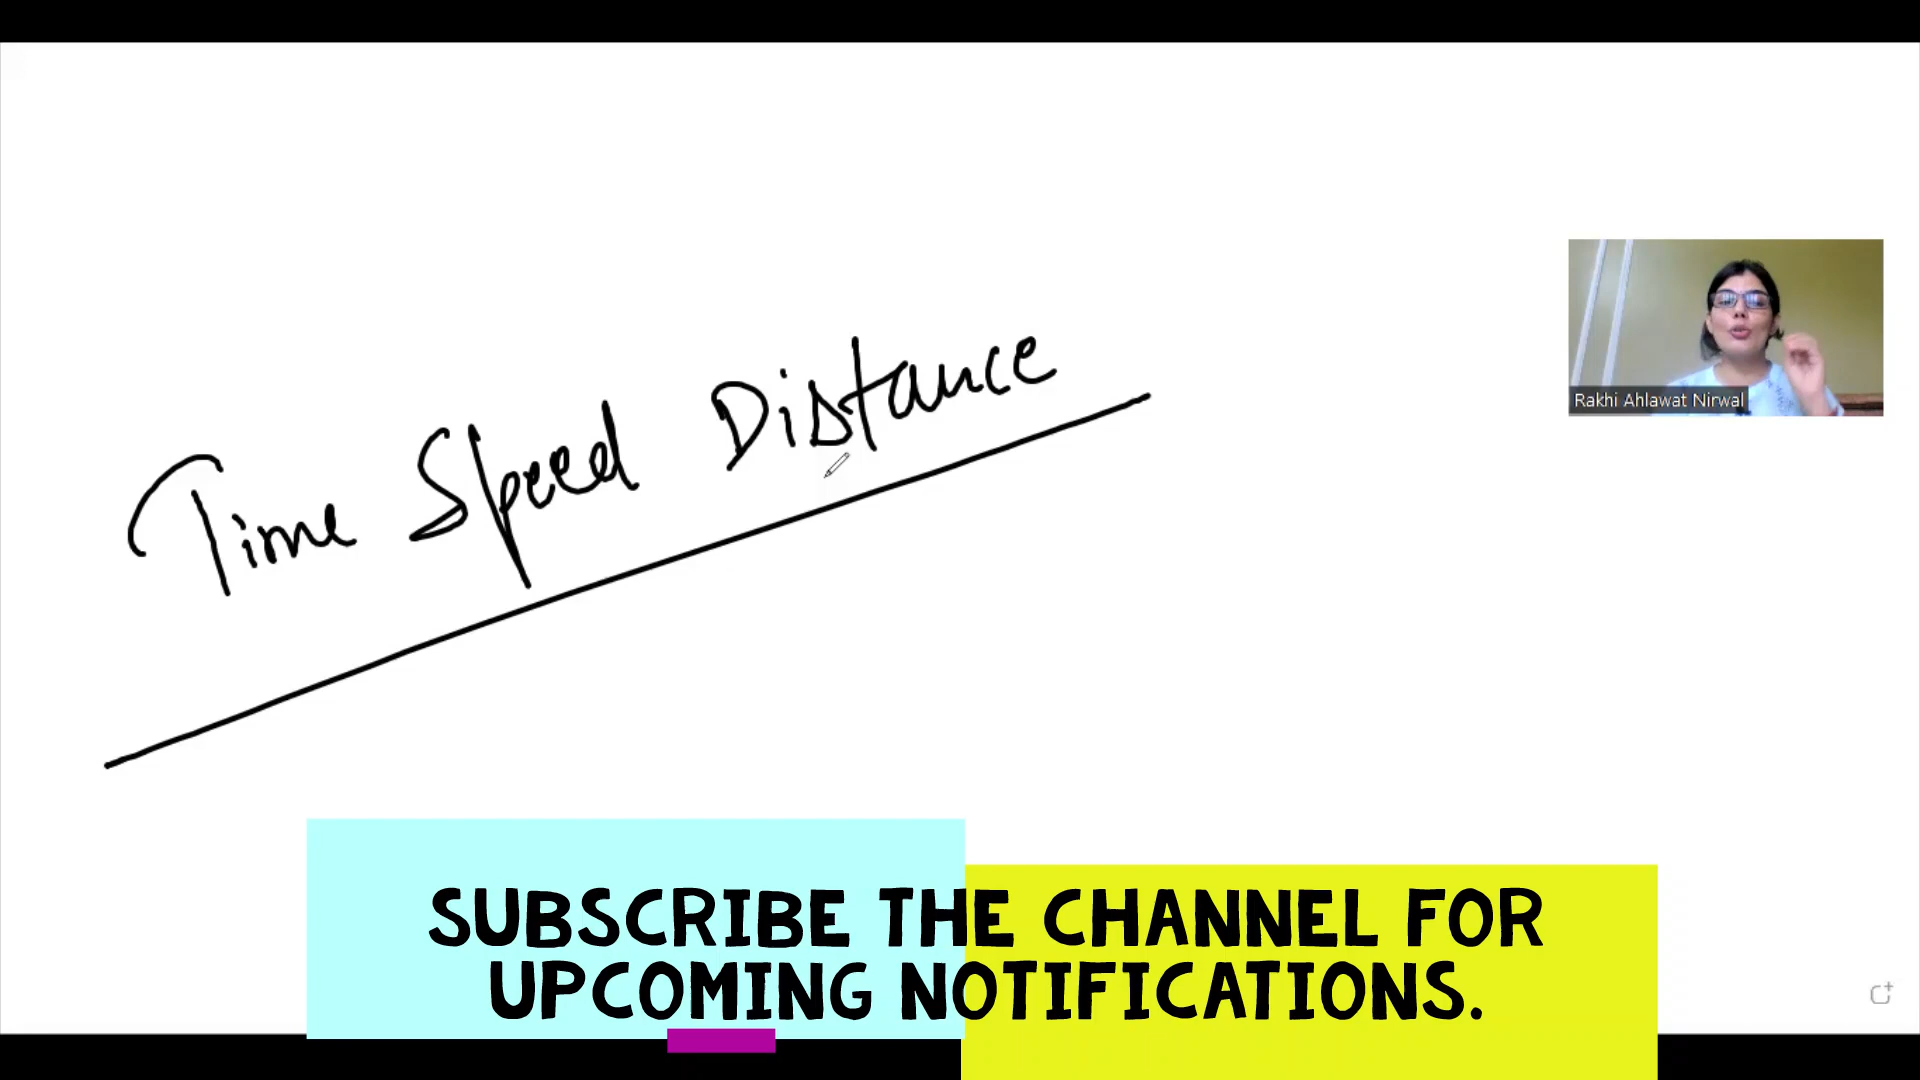 Time Speed Distance
Rakhi Ahlawat Nirwal
SUBSCRIBE THE CHANNEL FOR
UPCOMING NOTIFICATIONS.